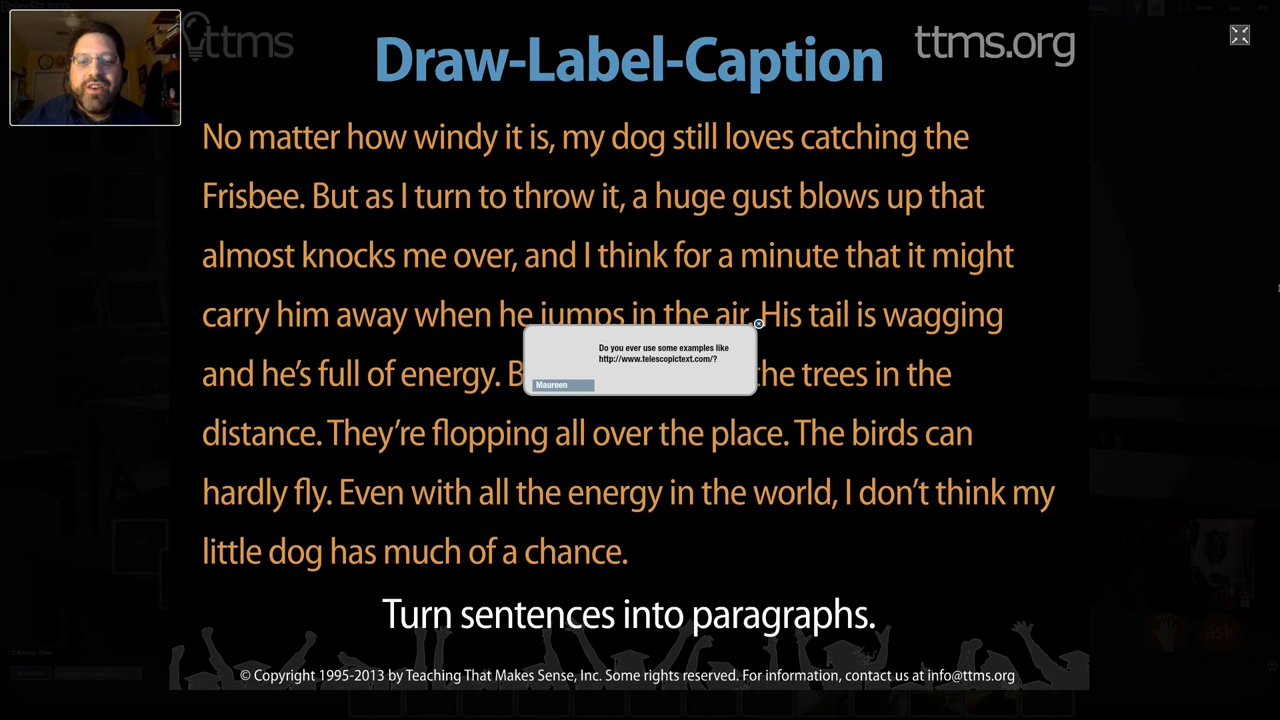 ttms
Draw-Label-Caption
ttms.org
No matter how windy it is, my dog still loves catching the
Frisbee. But as I turn to throw it, a huge gust blows up that
almost knocks me over, and I think for a minute that it might
carry him away when he jumps in the air. His tail is wagging
and he’s full of energy. B the trees in the
Do you ever use some examples like
http://www.telescopictext.com/?
Maureen
distance. They’re flopping all over the place. The birds can
hardly fly. Even with all the energy in the world, I don’t think my
little dog has much of a chance.
Turn sentences into paragraphs.
ask
© Copyright 1995-2013 by Teaching That Makes Sense, Inc. Some rights reserved. For information, contact us at info@ttms.org